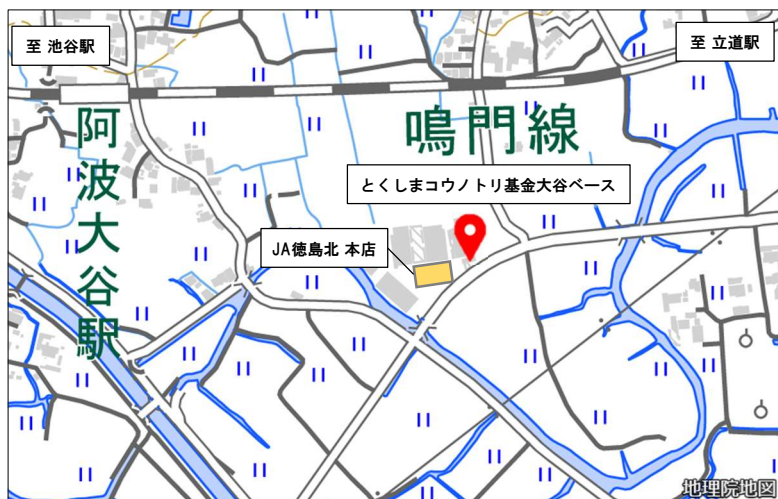 至 池谷駅
至 立道駅
鳴門線
阿波大谷駅
とくしまコウノトリ基金大谷ベース
JA徳島北 本店
地理院地図